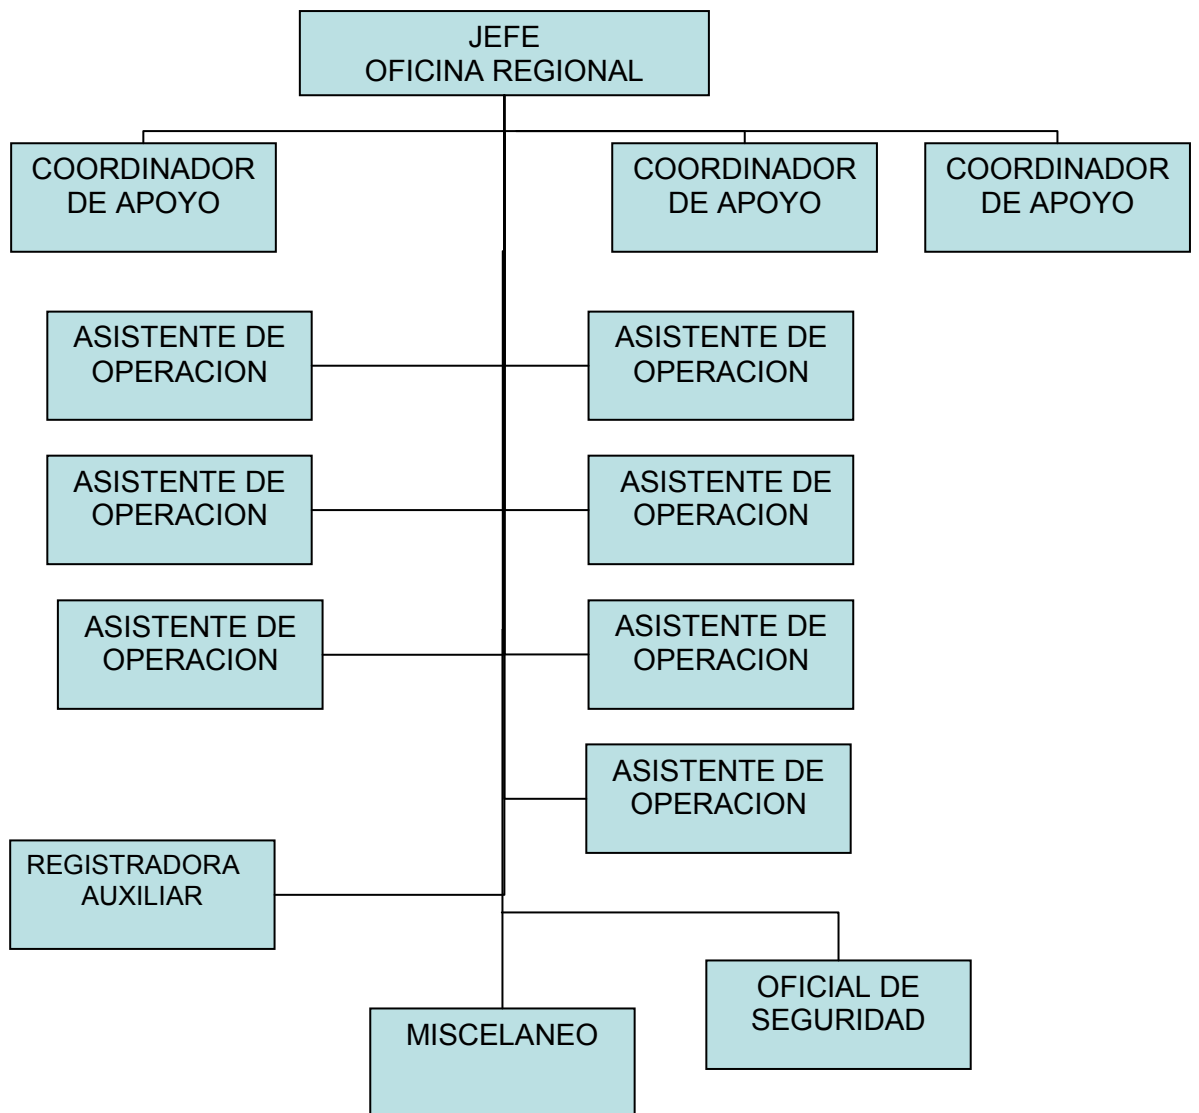 JEFE
OFICINA REGIONAL
COORDINADOR
DE APOYO
COORDINADOR
DE APOYO
COORDINADOR
DE APOYO
ASISTENTE DE
OPERACION
ASISTENTE DE
OPERACION
ASISTENTE DE
OPERACION
ASISTENTE DE
OPERACION
ASISTENTE DE
OPERACION
ASISTENTE DE
OPERACION
ASISTENTE DE
OPERACION
REGISTRADORA
AUXILIAR
OFICIAL DE
SEGURIDAD
MISCELANEO